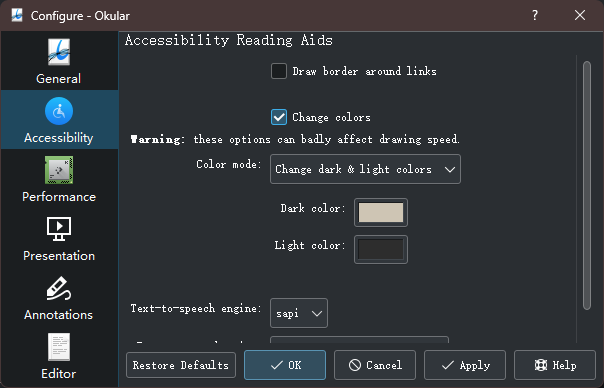 Configure - Okular
?
General
Accessibility
Performance
Presentation
Annotations
Editor
Accessibility Reading Aids
Draw border around links
Change colors
Warning: these options can badly affect drawing speed.
Color mode: Change dark & light colors
Dark color:
Light color:
Text-to-speech engine: sapi
Restore Defaults OK Cancel Apply Help